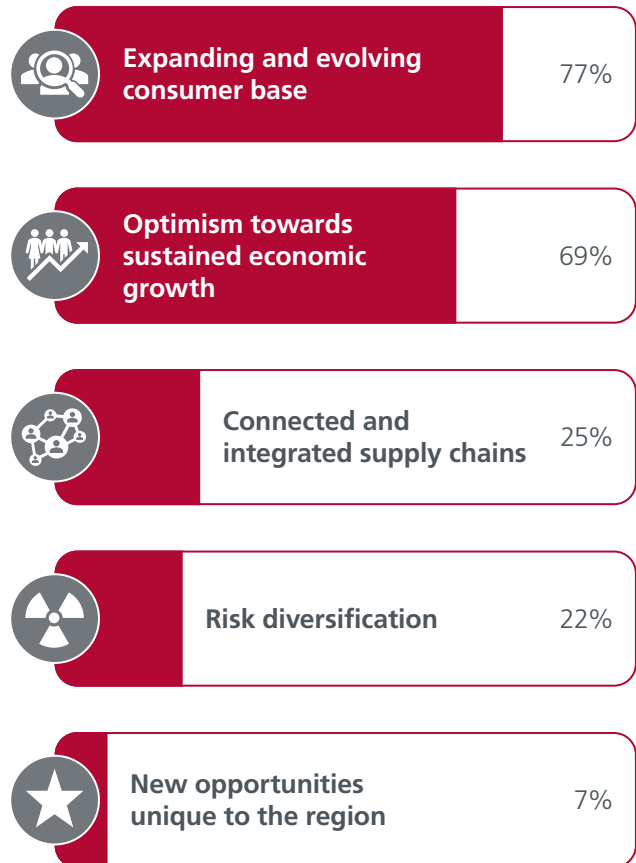 Expanding and evolving
consumer base
77%
Optimism towards
sustained economic
growth
69%
Connected and
integrated supply chains
25%
Risk diversification
22%
New opportunities
unique to the region
7%